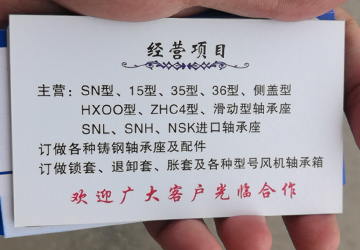 经营项目
主营：SN型、15型、35型、36型、侧盖型
HXOO型、ZHC4型、滑动型轴承座
SNL、SNH、NSK进口轴承座
订做各种铸钢轴承座及配件
订做锁套、退卸套、胀套及各种型号风机轴承箱
欢迎广大客户光临合作